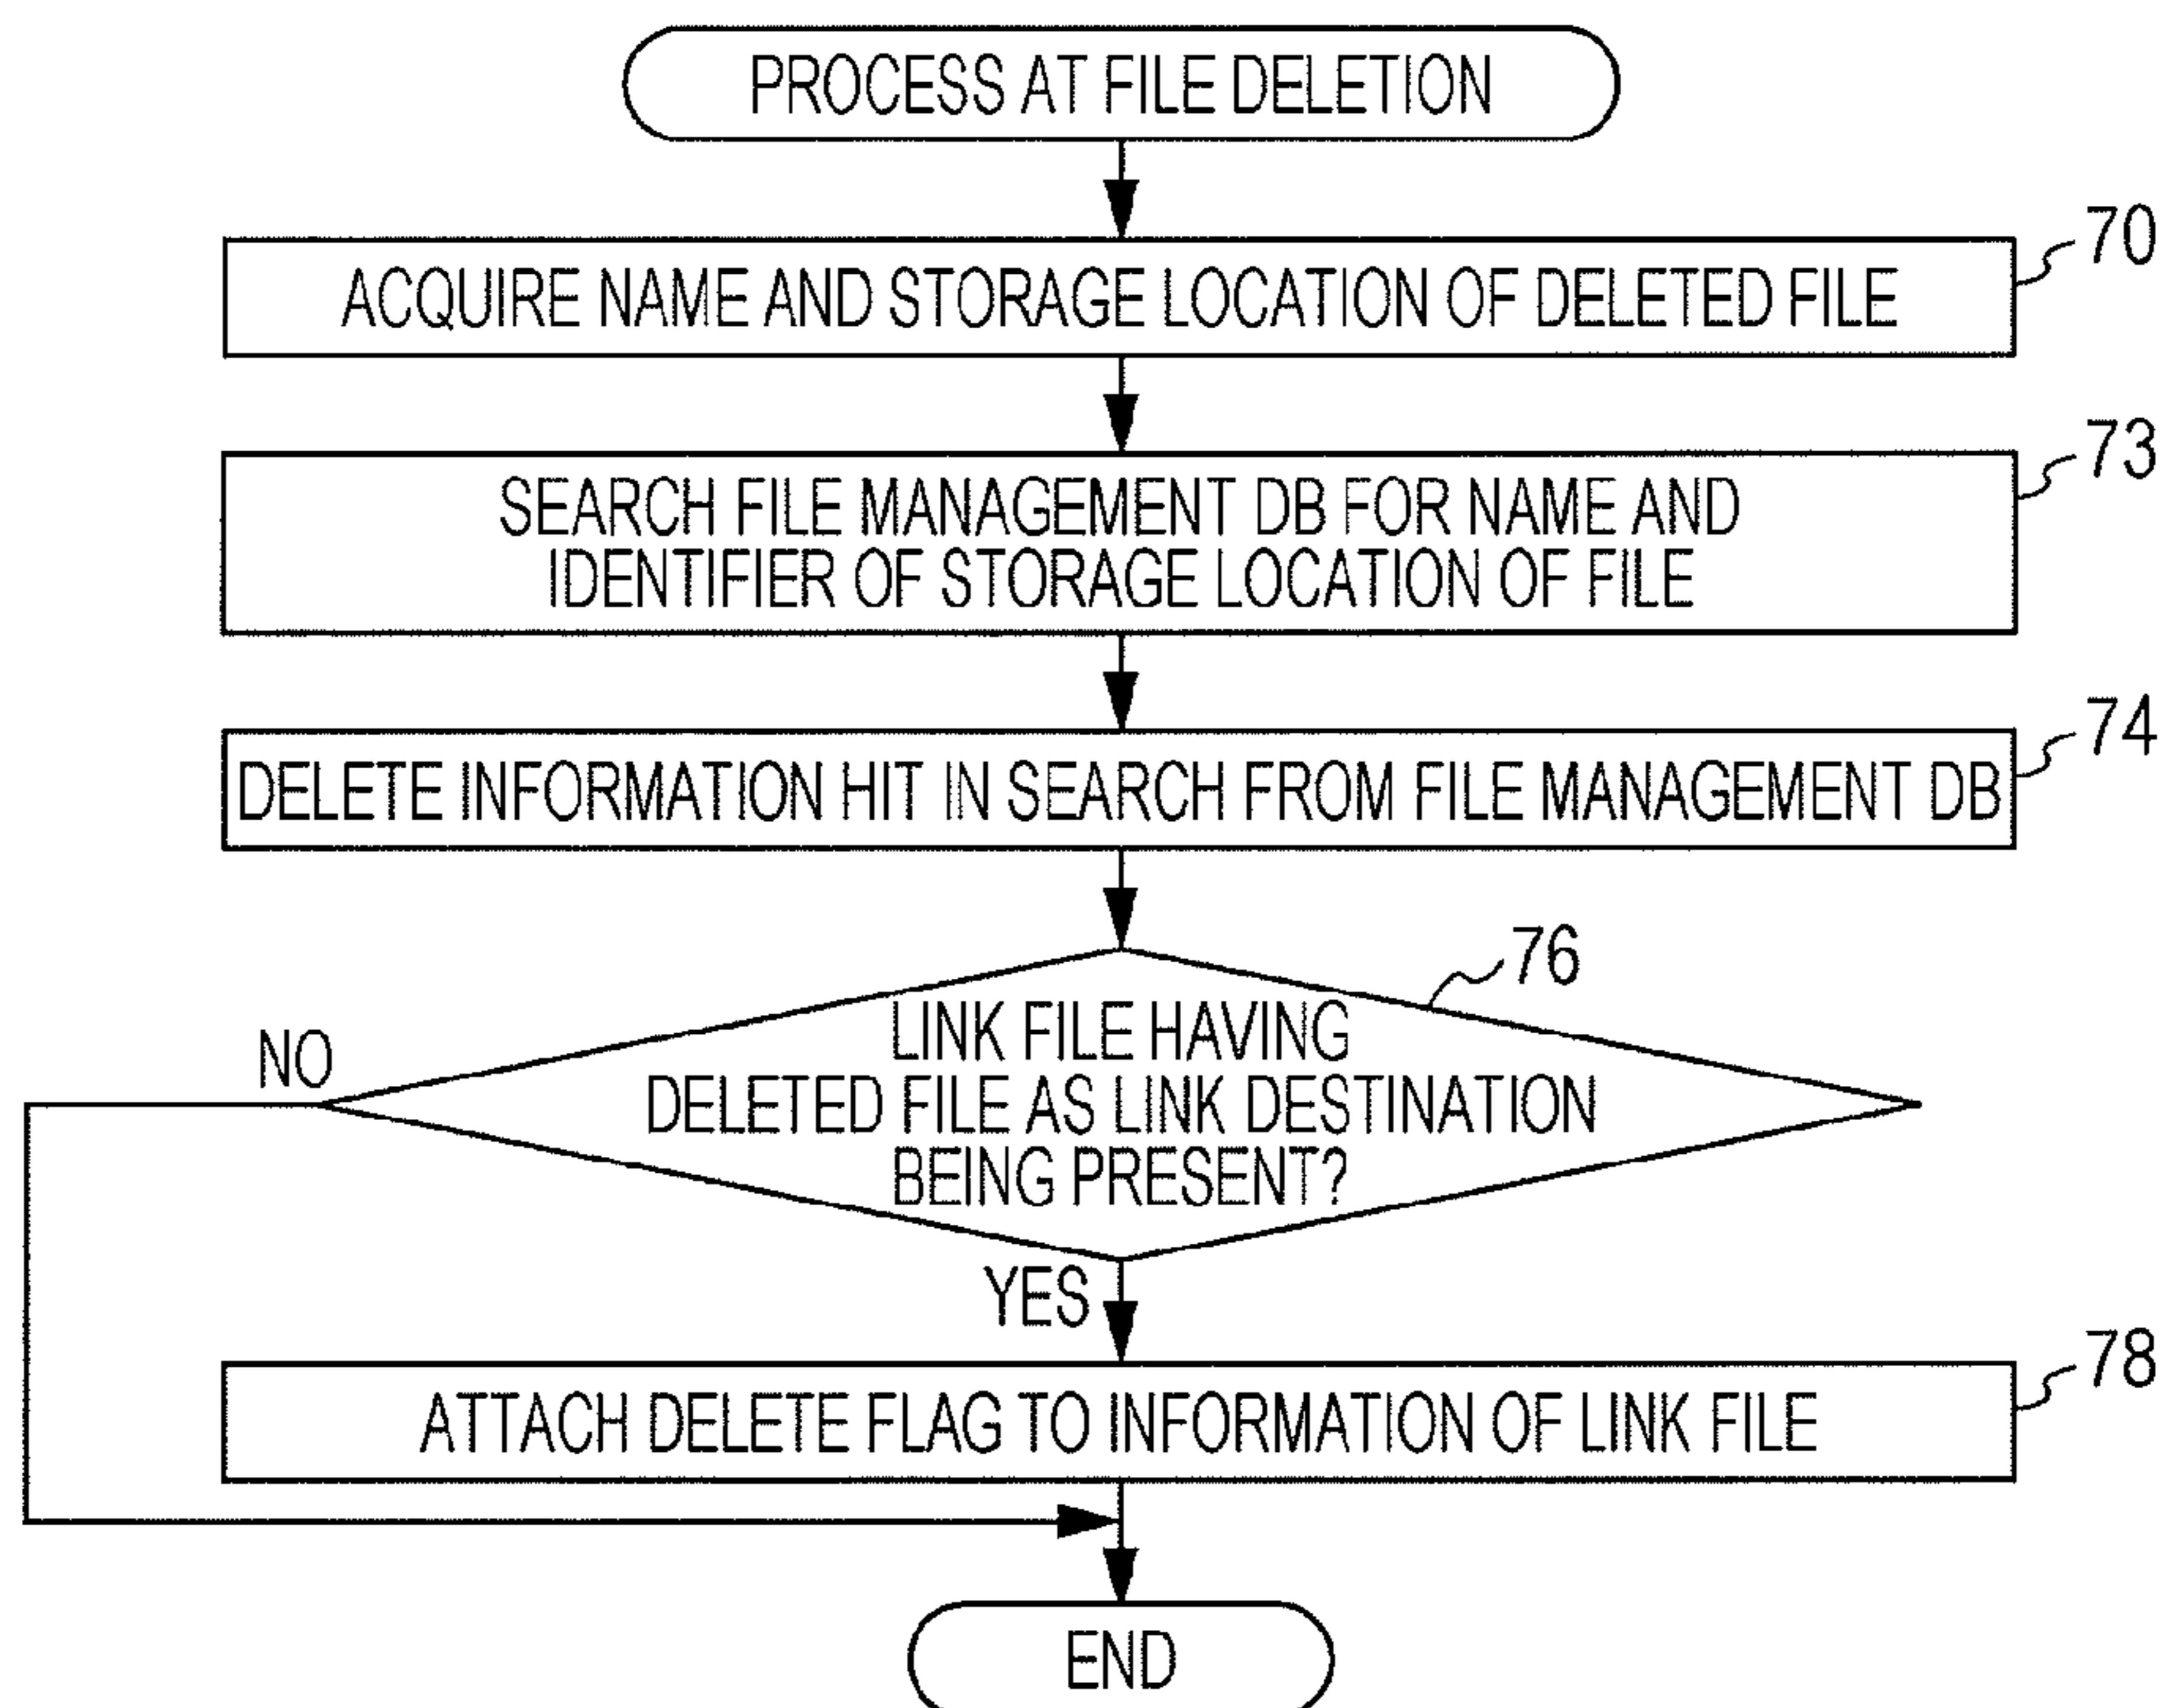 PROCESS AT FILE DELETION
70
ACQUIRE NAME AND STORAGE LOCATION OF DELETED FILE
73
SEARCH FILE MANAGEMENT DB FOR NAME AND
IDENTIFIER OF STORAGE LOCATION OF FILE
74
DELETE INFORMATION HIT IN SEARCH FROM FILE MANAGEMENT DB
76
LINK FILE HAVING
NO
DELETED FILE AS LINK DESTINATION
BEING PRESENT?
YES
78
ATTACH DELETE FLAG TO INFORMATION OF LINK FILE
END